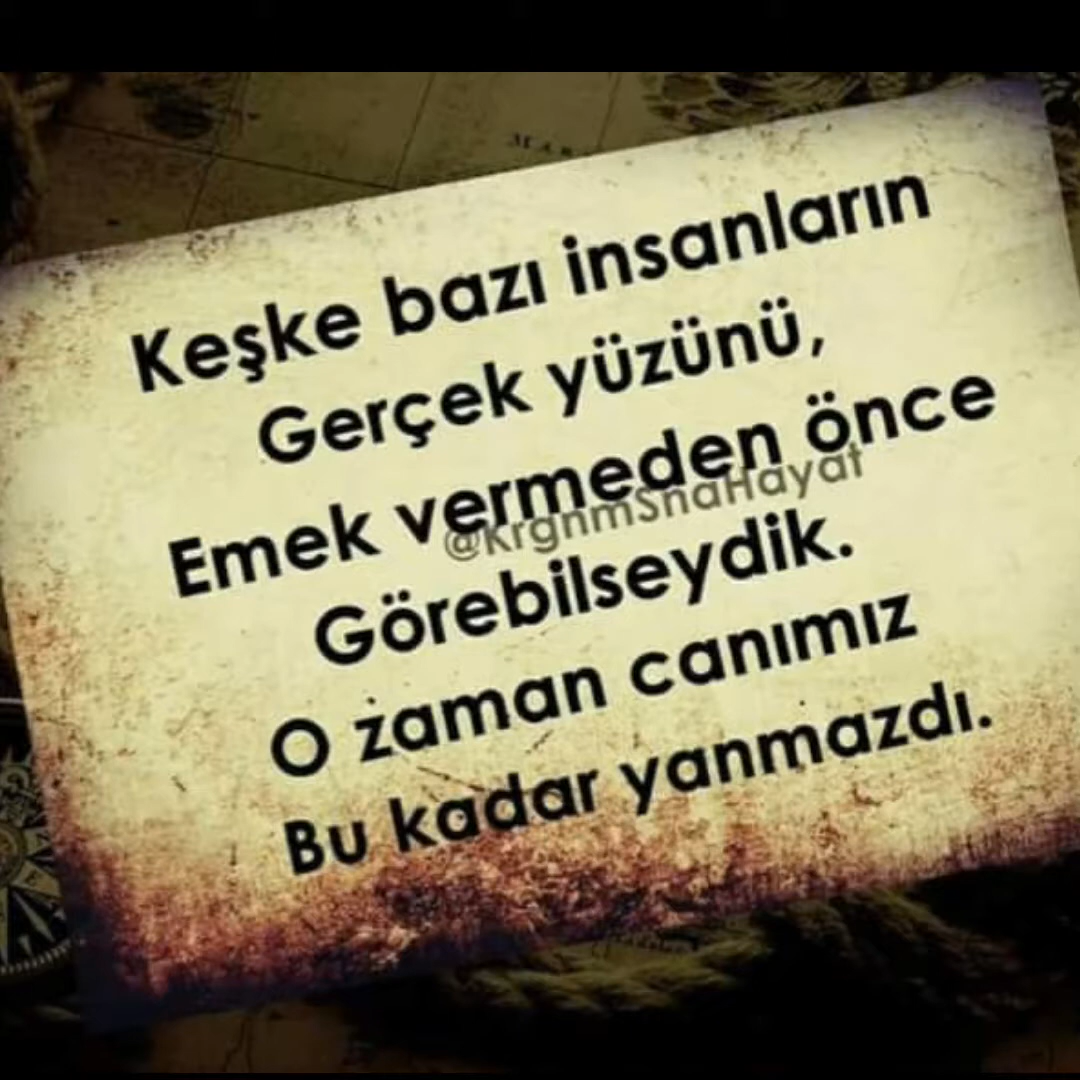 Keşke bazı insanların
Gerçek yüzünü,
Emek vermeden önce
@KrgnmSnaHayat
Görebilseydik.
O zaman canımız
Bu kadar yanmazdı.